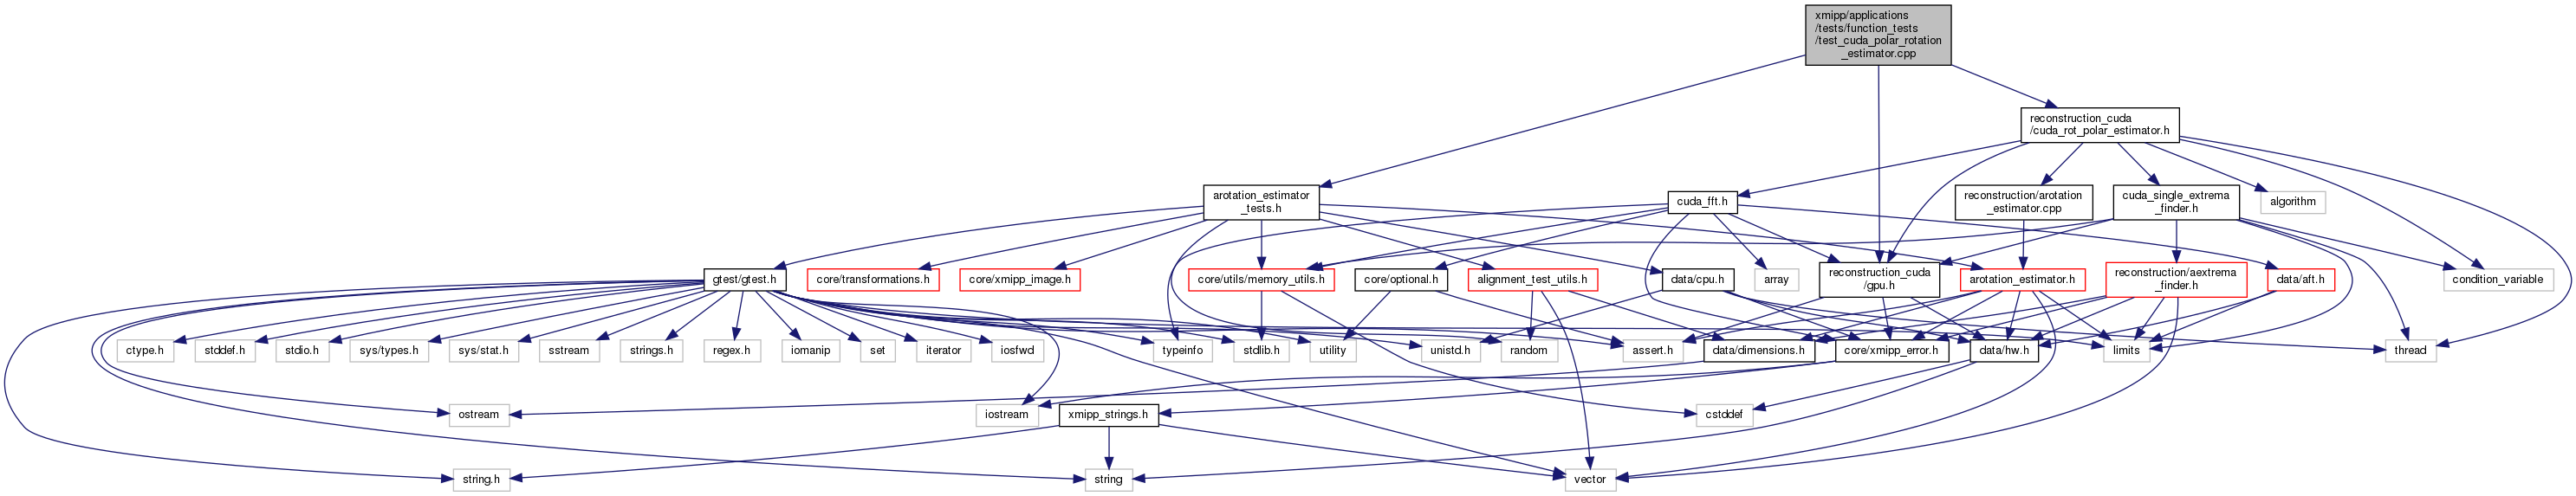 xmipp/applications
/tests/function_tests
/test_cuda_polar_rotation
_estimator.cpp
reconstruction_cuda
/cuda_rot_polar_estimator.h
arotation_estimator
_tests.h
cuda_fft.h
reconstruction/arotation
_estimator.cpp
cuda_single_extrema
_finder.h
algorithm
gtest/gtest.h
core/transformations.h
core/xmipp_image.h
core/utils/memory_utils.h
core/optional.h
alignment_test_utils.h
data/cpu.h
array
reconstruction_cuda
/gpu.h
arotation_estimator.h
reconstruction/aextrema
_finder.h
data/aft.h
condition_variable
ctype.h
stddef.h
stdio.h
sys/types.h
sys/stat.h
sstream
strings.h
regex.h
iomanip
set
iterator
iosfwd
typeinfo
stdlib.h
utility
unistd.h
random
assert.h
data/dimensions.h
core/xmipp_error.h
data/hw.h
limits
thread
ostream
iostream
xmipp_strings.h
cstddef
string.h
string
vector